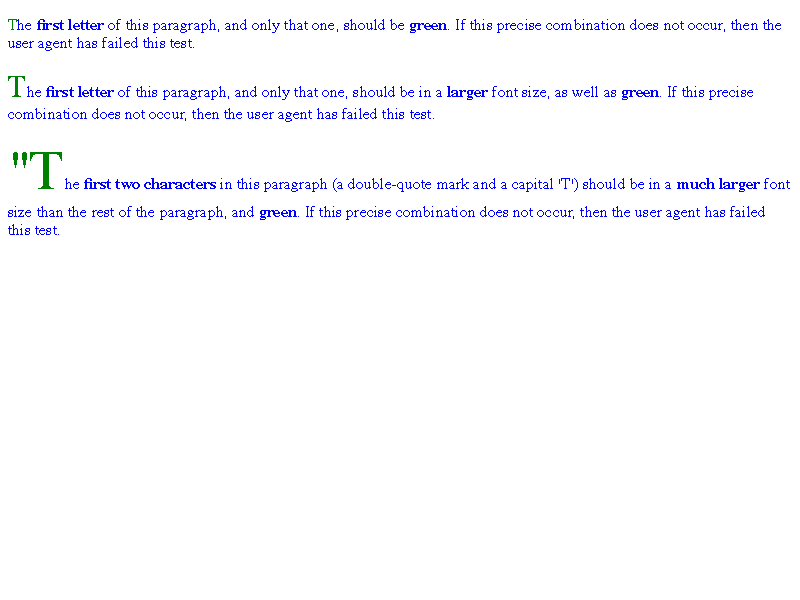 The first letter of this paragraph, and only that one, should be green. If this precise combination does not occur, then the
user agent has failed this test.
The first letter of this paragraph, and only that one, should be in a larger font size, as well as green. If this precise
combination does not occur, then the user agent has failed this test.
"The first two characters in this paragraph (a double-quote mark and a capital 'T') should be in a much larger font
size than the rest of the paragraph, and green. If this precise combination does not occur, then the user agent has failed
this test.